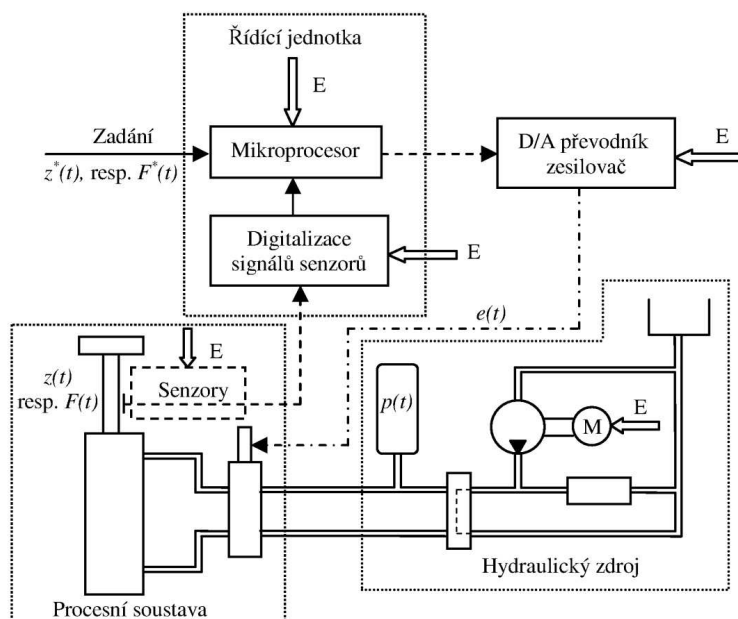 Řídící jednotka
E
Zadání
z*(t), resp. F*(t)
Mikroprocesor
D/A převodník
zesilovač
E
Digitalizace
signálů senzorů
E
e(t)
E
z(t)
resp. F(t)
Senzory
p(t)
M
E
Hydraulický zdroj
Procesní soustava